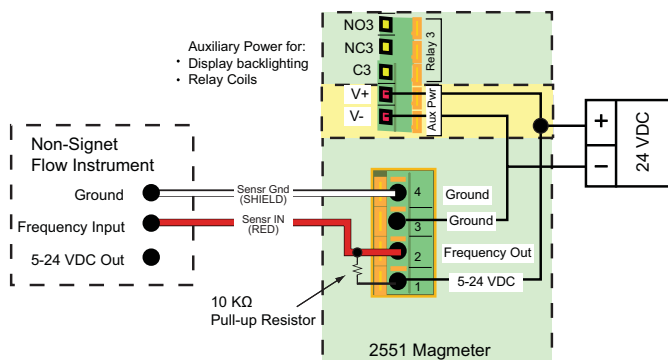 Auxiliary Power for:
• Display backlighting
• Relay Coils
NO3
NC3
C3
Relay 3
V+
V-
Aux Pwr
+
−
24 VDC
Non-Signet
Flow Instrument
Ground
Frequency Input
5-24 VDC Out
Sensr Gnd
(SHIELD)
Sensr IN
(RED)
4
Ground
3
Ground
2
Frequency Out
1
5-24 VDC
10 KΩ
Pull-up Resistor
2551 Magmeter